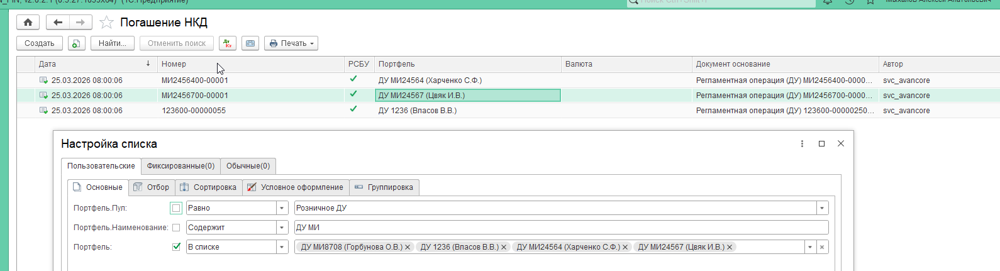 Погашение НКД
Создать Найти... Отменить поиск Дт Кт Печать
Дата ↓ Номер РСБУ Портфель Валюта Документ основание Автор
25.03.2026 08:00:06 МИ2456400-00001 ДУ МИ24564 (Харченко С.Ф.) Регламентная операция (ДУ) МИ2456400-0000... svc_avancore
25.03.2026 08:00:06 МИ2456700-00001 ДУ МИ24567 (Цвяк И.В.) Регламентная операция (ДУ) МИ2456700-0000... svc_avancore
25.03.2026 08:00:06 123600-00000055 ДУ 1236 (Власов В.В.) Регламентная операция (ДУ) 123600-00000250... svc_avancore
Настройка списка
Пользовательские Фиксированные(0) Обычные(0)
Основные Отбор Сортировка Условное оформление Группировка
Портфель.Пул: Равно Розничное ДУ
Портфель.Наименование: Содержит ДУ МИ
Портфель: В списке ДУ МИ8708 (Горбунова О.В.) ДУ 1236 (Власов В.В.) ДУ МИ24564 (Харченко С.Ф.) ДУ МИ24567 (Цвяк И.В.)